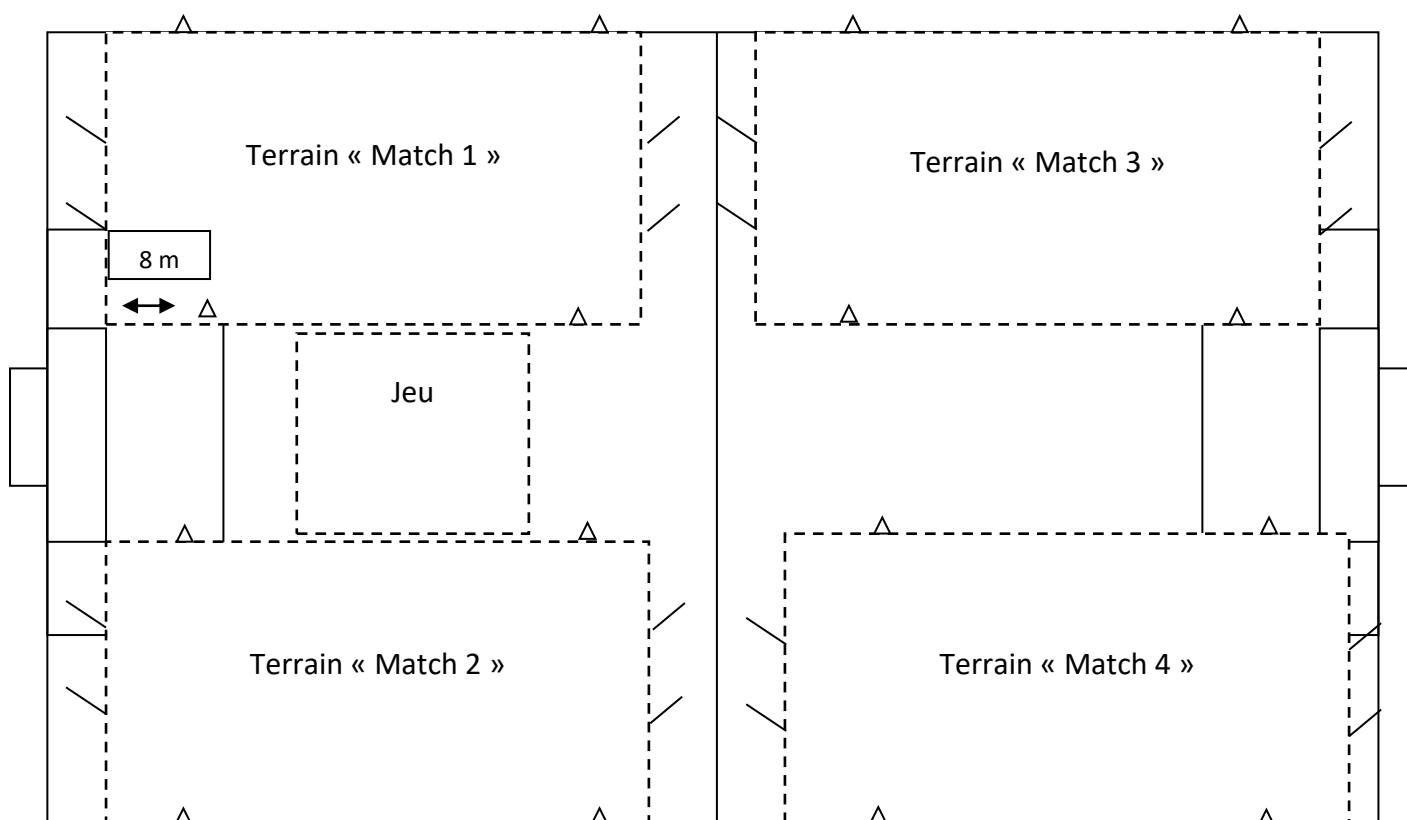 Terrain « Match 1 »
Terrain « Match 3 »
8 m
Jeu
Terrain « Match 2 »
Terrain « Match 4 »